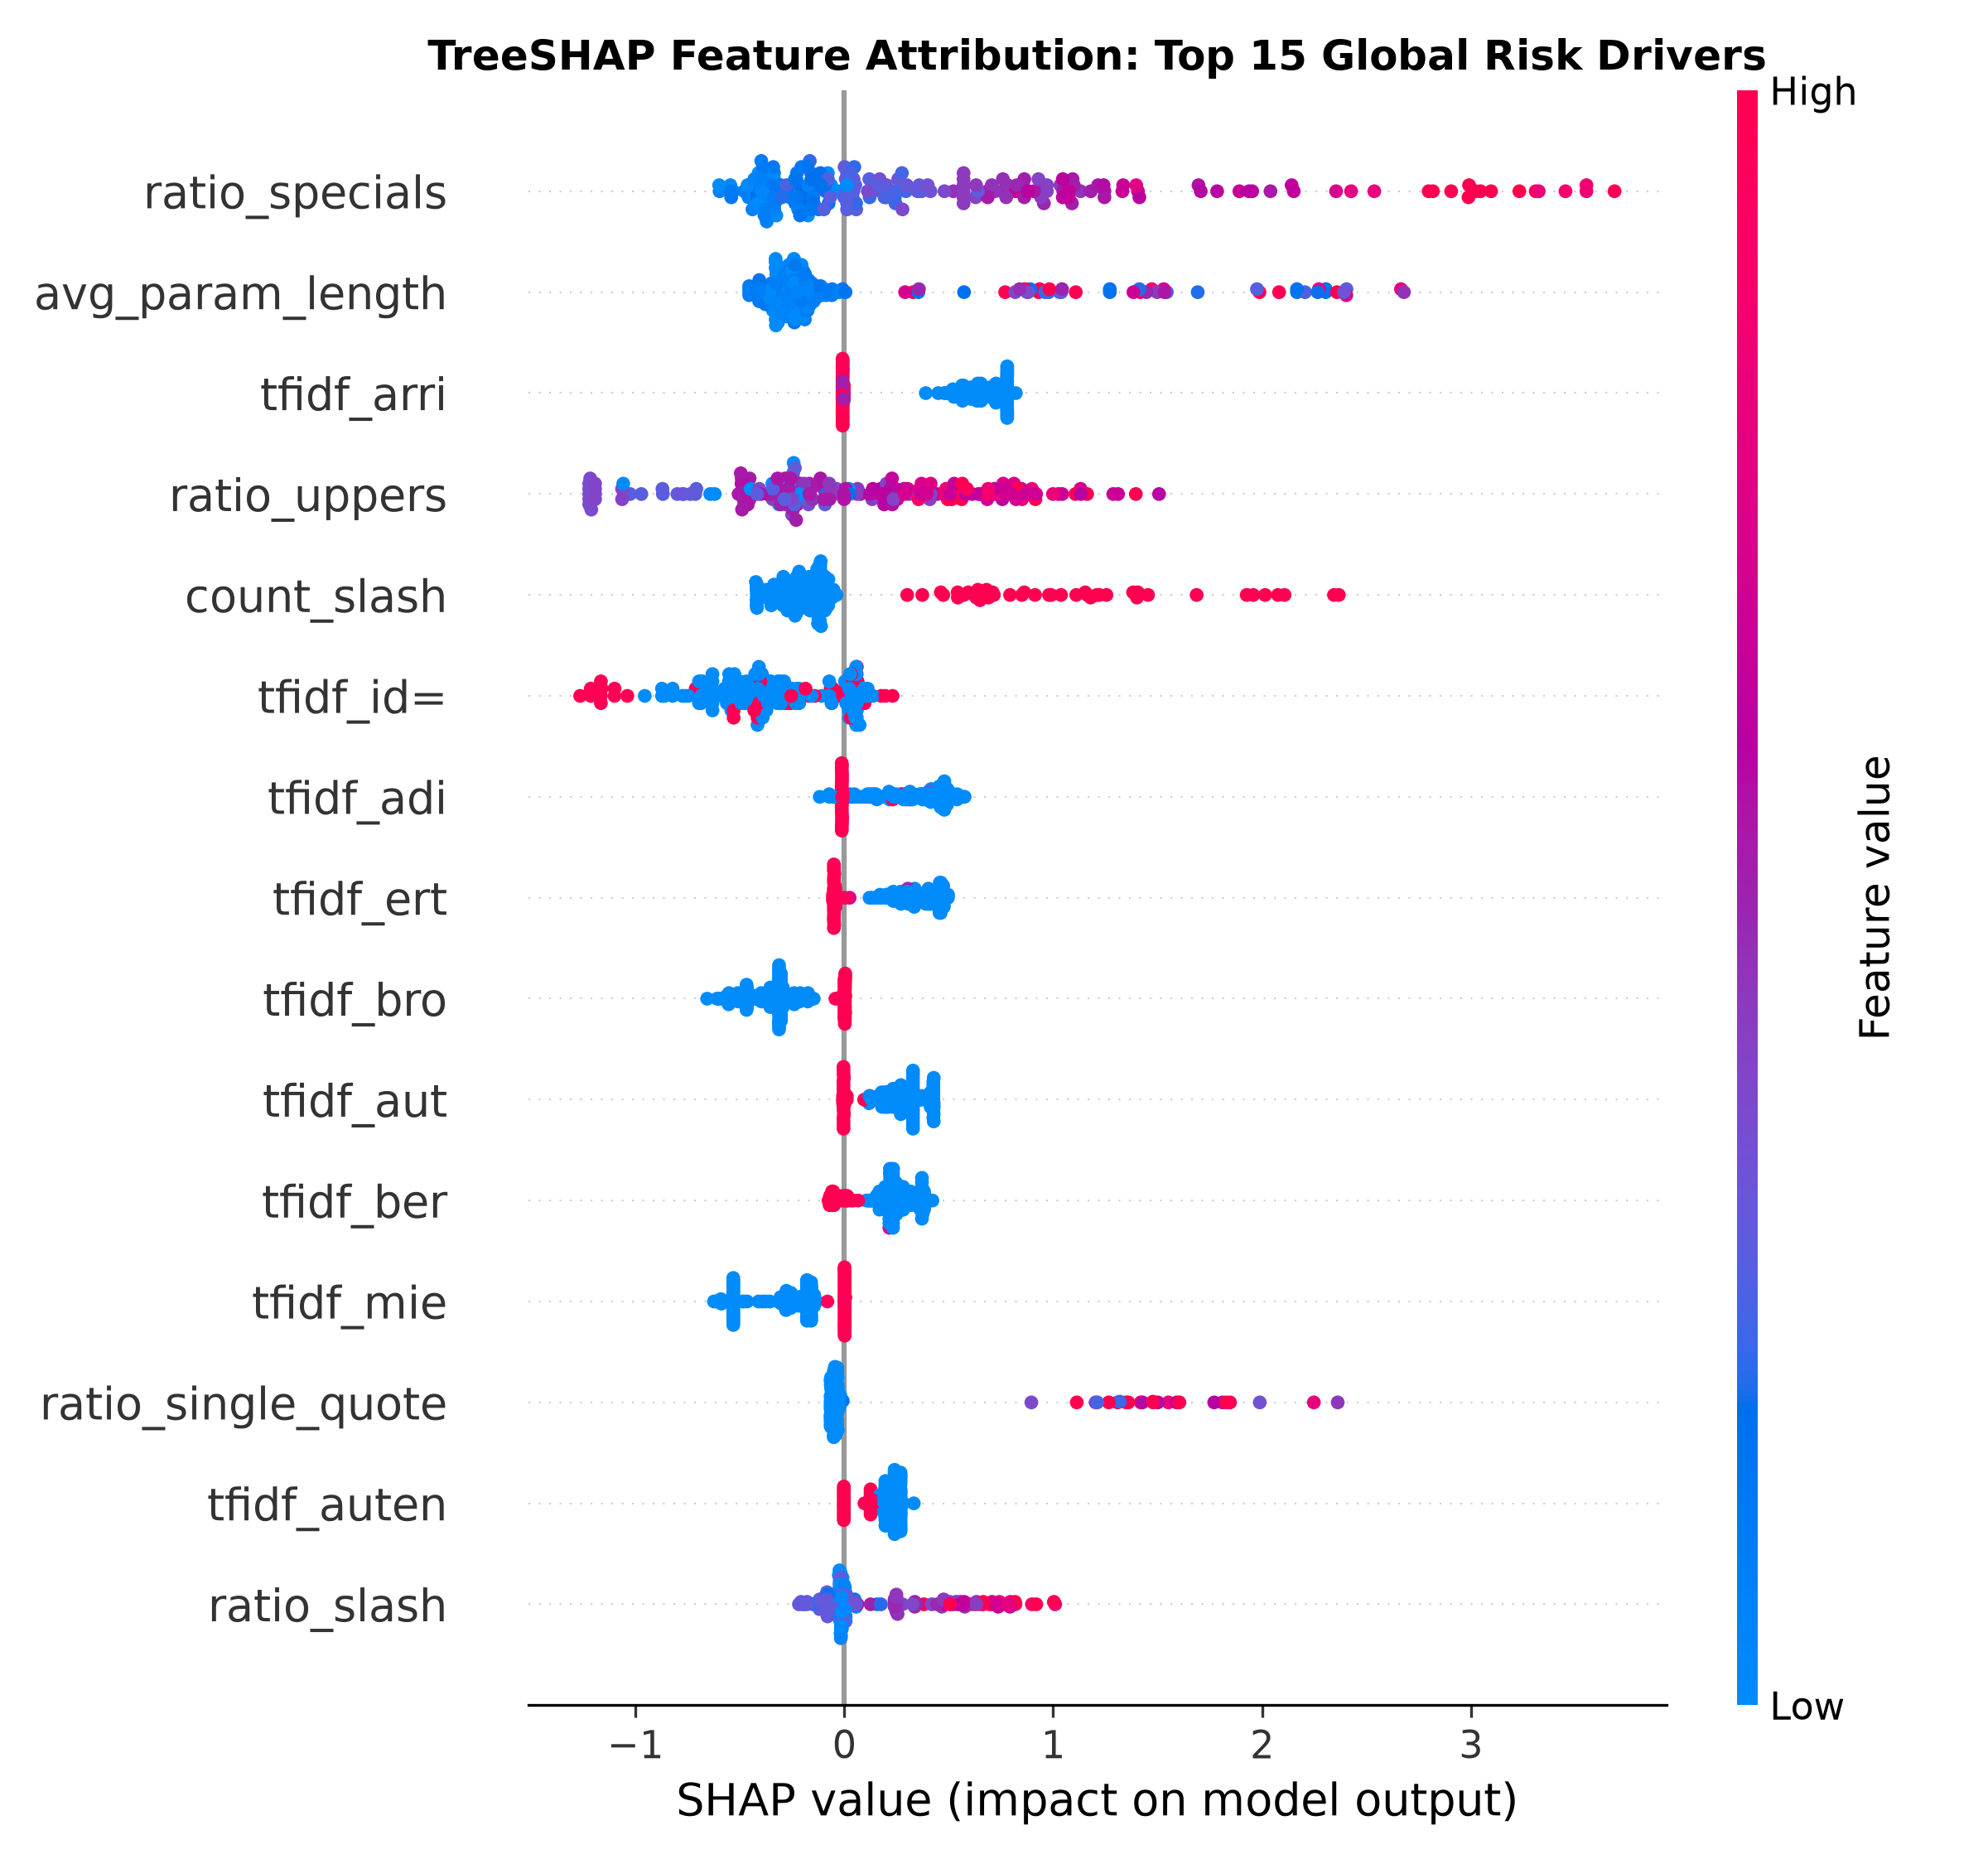 TreeSHAP Feature Attribution: Top 15 Global Risk Drivers
High
ratio_specials
avg_param_length
tfidf_arri
ratio_uppers
count_slash
tfidf_id=
tfidf_adi
tfidf_ert
tfidf_bro
tfidf_aut
tfidf_ber
tfidf_mie
ratio_single_quote
tfidf_auten
ratio_slash
Feature value
Low
−1 0 1 2 3
SHAP value (impact on model output)